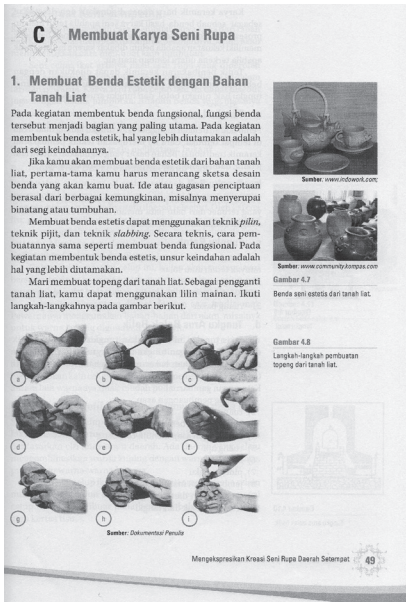 C
Membuat Karya Seni Rupa
1. Membuat Benda Estetik dengan Bahan
Tanah Liat
Pada kegiatan membentuk benda fungsional, fungsi benda
tersebut menjadi bagian yang paling utama. Pada kegiatan
membentuk benda estetik, hal yang lebih diutamakan adalah
dari segi keindahannya.
Jika kamu akan membuat benda estetik dari bahan tanah
liat, pertama-tama kamu harus merancang sketsa desain
benda yang akan kamu buat. Ide atau gagasan penciptaan
berasal dari berbagai kemungkinan, misalnya menyerupai
binatang atau tumbuhan.
Membuat benda estetis dapat menggunakan teknik pilin,
teknik pijit, dan teknik slabbing. Secara teknis, cara pem-
buatannya sama seperti membuat benda fungsional. Pada
kegiatan membentuk benda estetis, unsur keindahan adalah
hal yang lebih diutamakan.
Mari membuat topeng dari tanah liat. Sebagai pengganti
tanah liat, kamu dapat menggunakan lilin mainan. Ikuti
langkah-langkahnya pada gambar berikut.
Sumber: www.indowork.com;
Sumber: www.community.kompas.com
Gambar 4.7
Benda seni estetis dari tanah liat.
Gambar 4.8
Langkah-langkah pembuatan
topeng dari tanah liat.
a
b
c
d
e
f
g
h
i
Sumber: Dokumentasi Penulis
Mengekspresikan Kreasi Seni Rupa Daerah Setempat 49